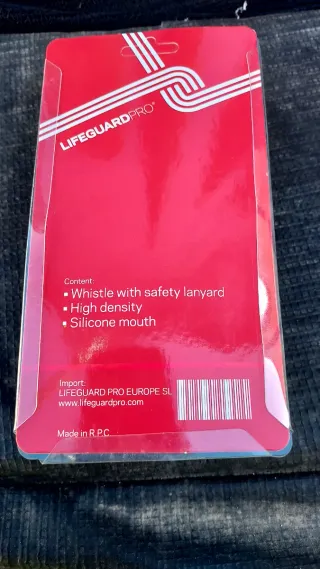 LIFEGUARDPRO®
Content:
▪ Whistle with safety lanyard
▪ High density
▪ Silicone mouth
Import:
LIFEGUARD PRO EUROPE SL
www.lifeguardpro.com
Made in R.P.C